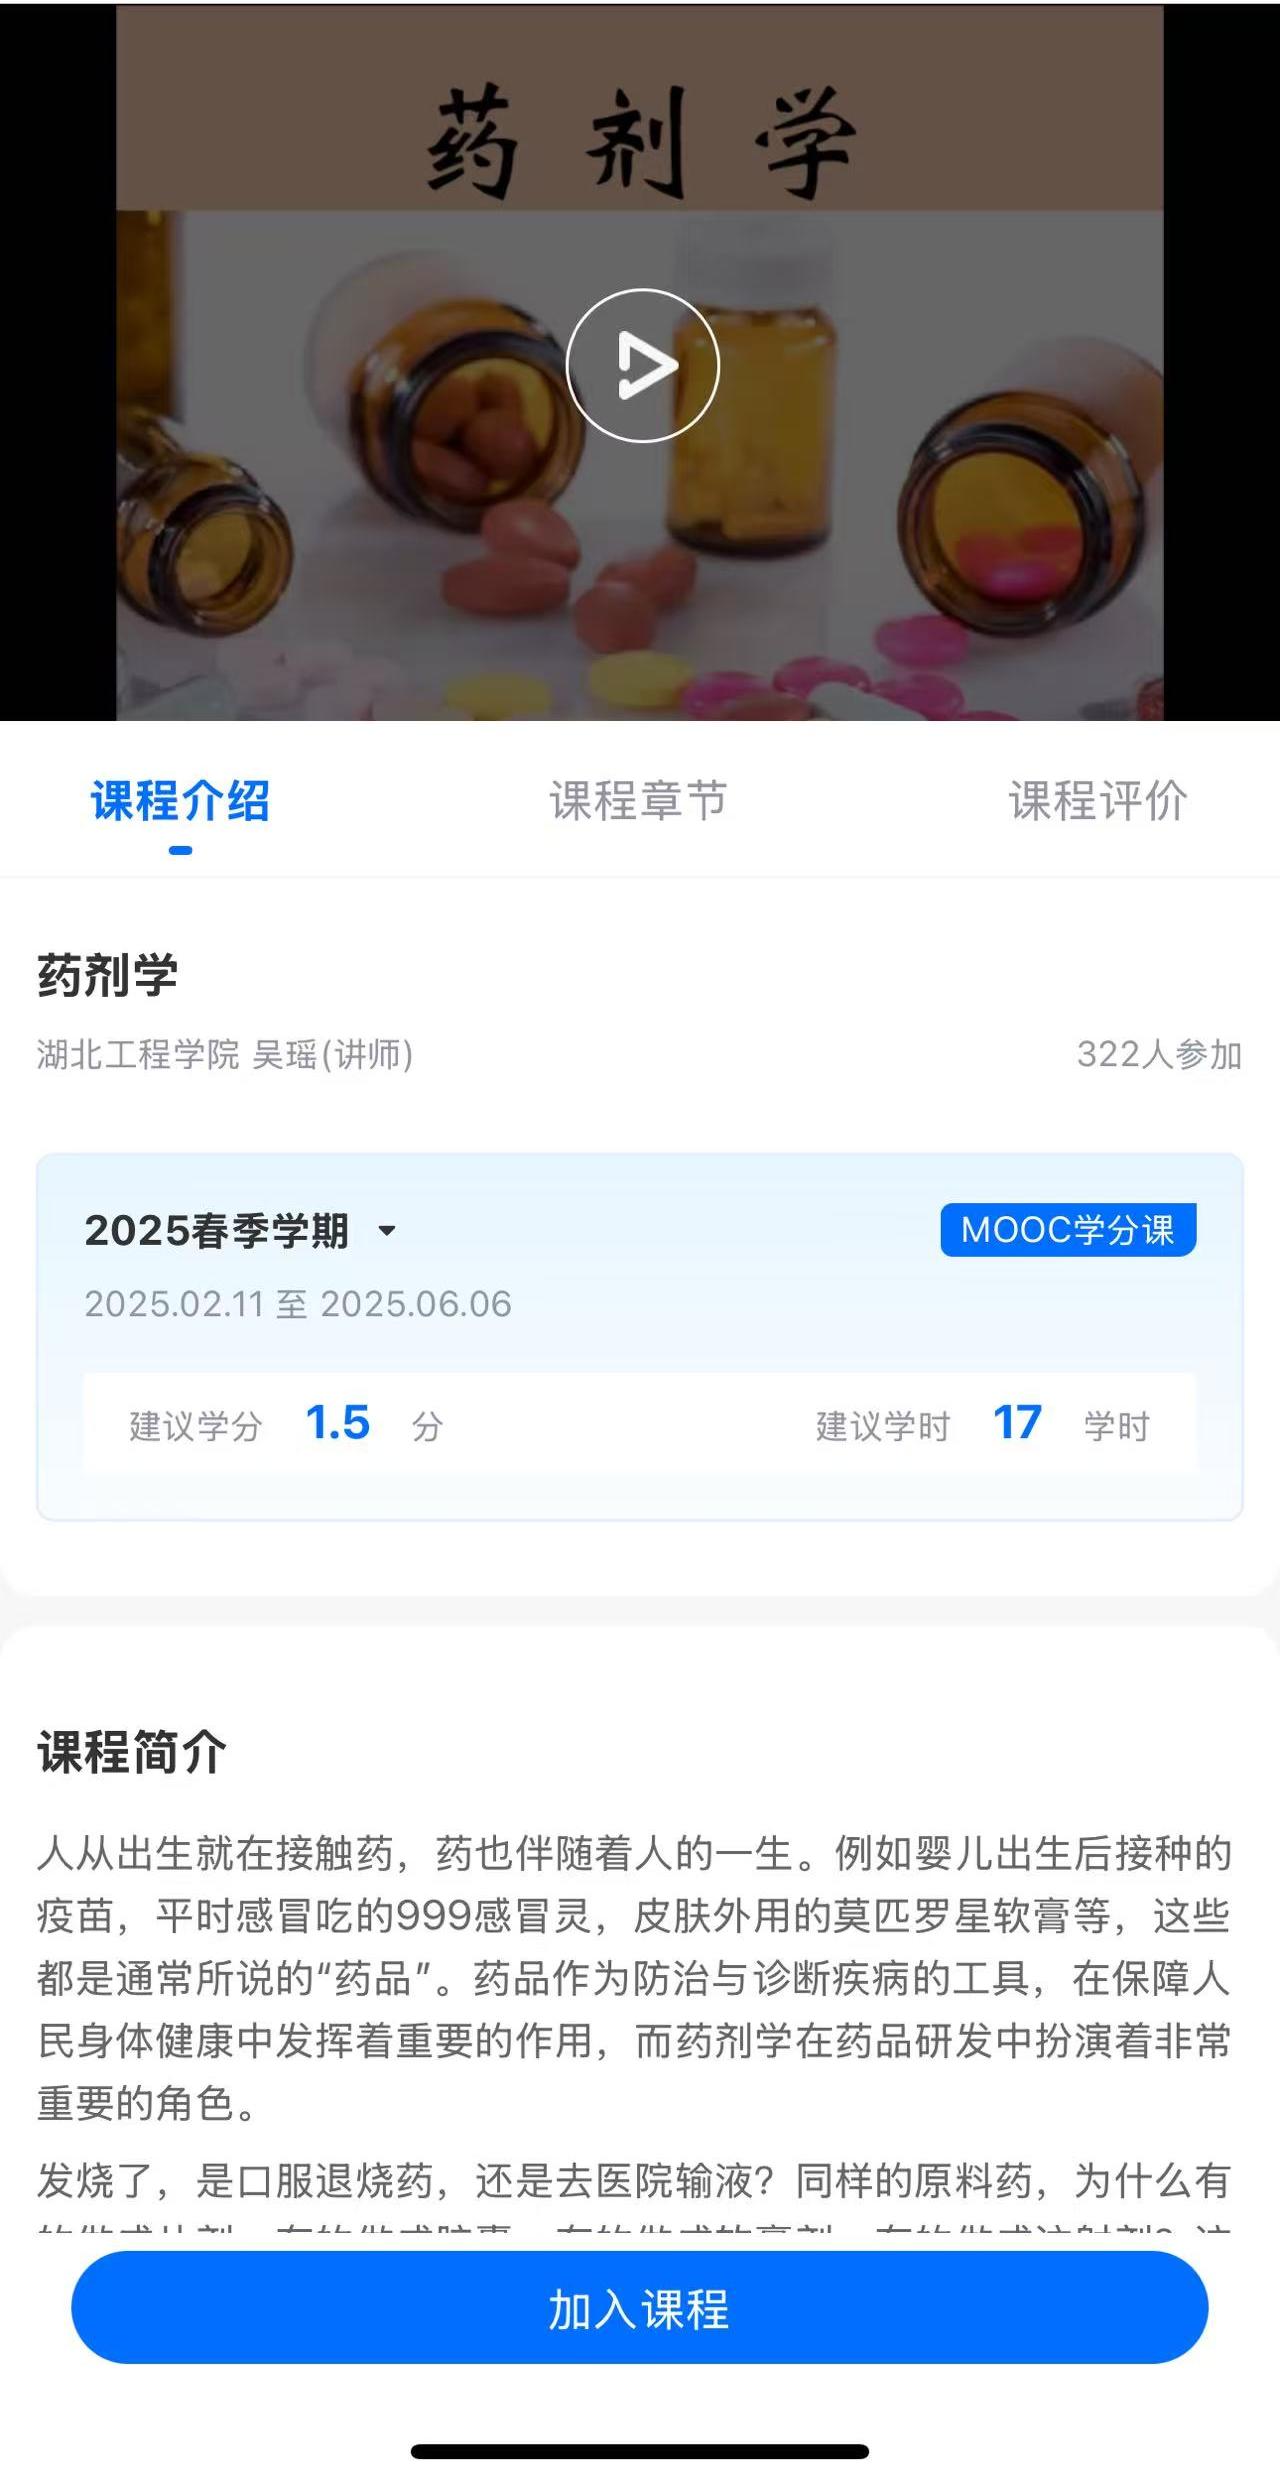 药剂学
课程介绍
课程章节
课程评价
药剂学
湖北工程学院 吴瑶(讲师)
322人参加
2025春季学期
MOOC学分课
2025.02.11 至 2025.06.06
建议学分 1.5 分
建议学时 17 学时
课程简介
人从出生就在接触药，药也伴随着人的一生。例如婴儿出生后接种的
疫苗，平时感冒吃的999感冒灵，皮肤外用的莫匹罗星软膏等，这些
都是通常所说的“药品”。药品作为防治与诊断疾病的工具，在保障人
民身体健康中发挥着重要的作用，而药剂学在药品研发中扮演着非常
重要的角色。
发烧了，是口服退烧药，还是去医院输液？同样的原料药，为什么有
加入课程